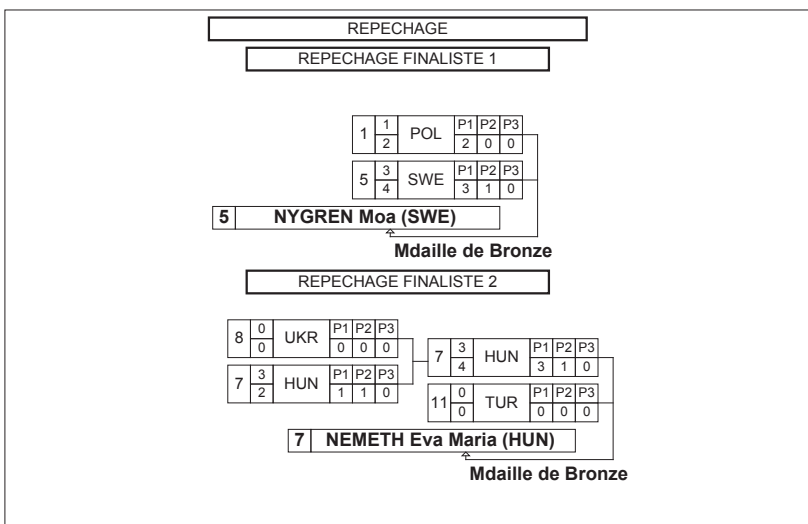 REPECHAGE
REPECHAGE FINALISTE 1
1 1 2 POL P1 P2 P3
2 0 0
5 3 4 SWE P1 P2 P3
3 1 0
5 NYGREN Moa (SWE)
Mdaille de Bronze
REPECHAGE FINALISTE 2
8 0 0 UKR P1 P2 P3
0 0 0
7 3 2 HUN P1 P2 P3
1 1 0
7 3 4 HUN P1 P2 P3
3 1 0
11 0 0 TUR P1 P2 P3
0 0 0
7 NEMETH Eva Maria (HUN)
Mdaille de Bronze